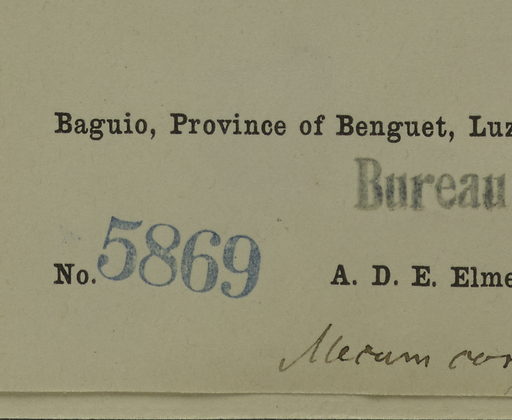 Baguio, Province of Benguet, Luz
Bureau
No. 5869 A. D. E. Elme